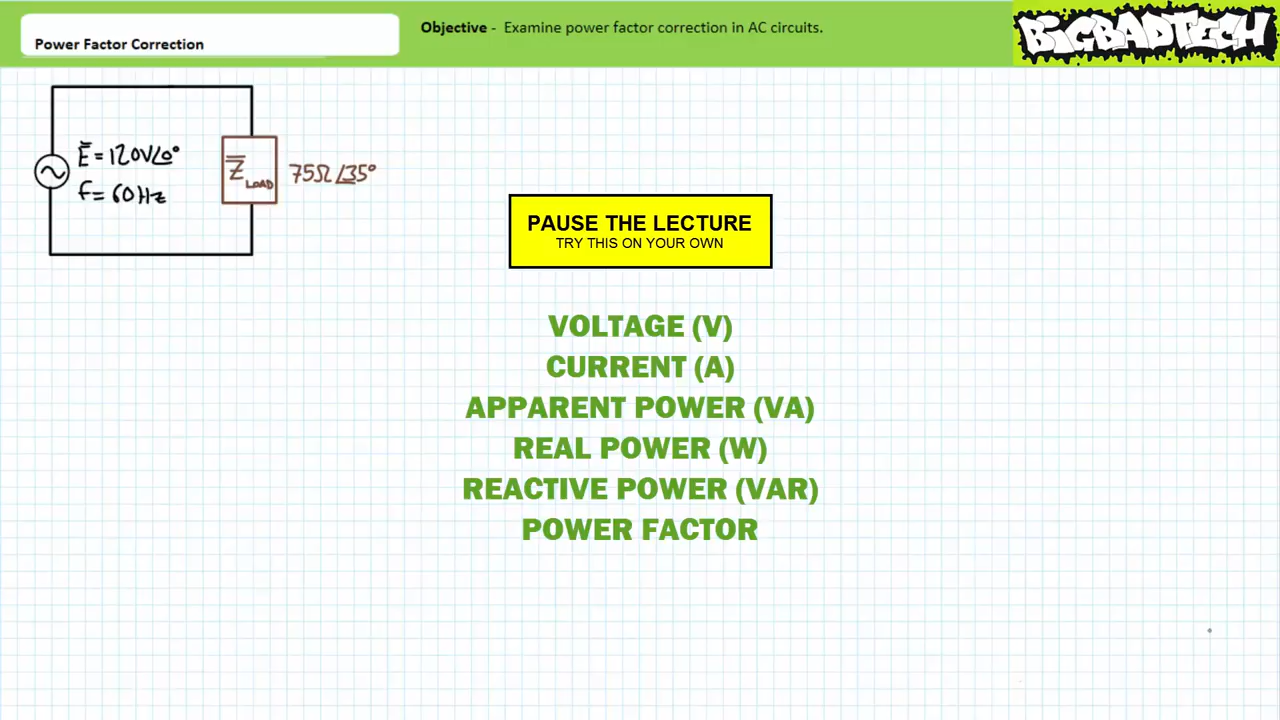 Power Factor Correction
Objective - Examine power factor correction in AC circuits.
BIGBADTECH
Ē = 120V∠0°
f = 60Hz
Z̄ LOAD
75Ω∠35°
PAUSE THE LECTURE
TRY THIS ON YOUR OWN
VOLTAGE (V)
CURRENT (A)
APPARENT POWER (VA)
REAL POWER (W)
REACTIVE POWER (VAR)
POWER FACTOR